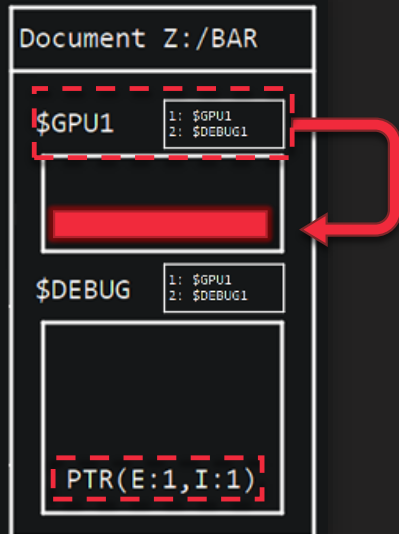 Document Z:/BAR
$GPU1
1: $GPU1
2: $DEBUG1
$DEBUG
1: $GPU1
2: $DEBUG1
PTR(E:1,I:1)